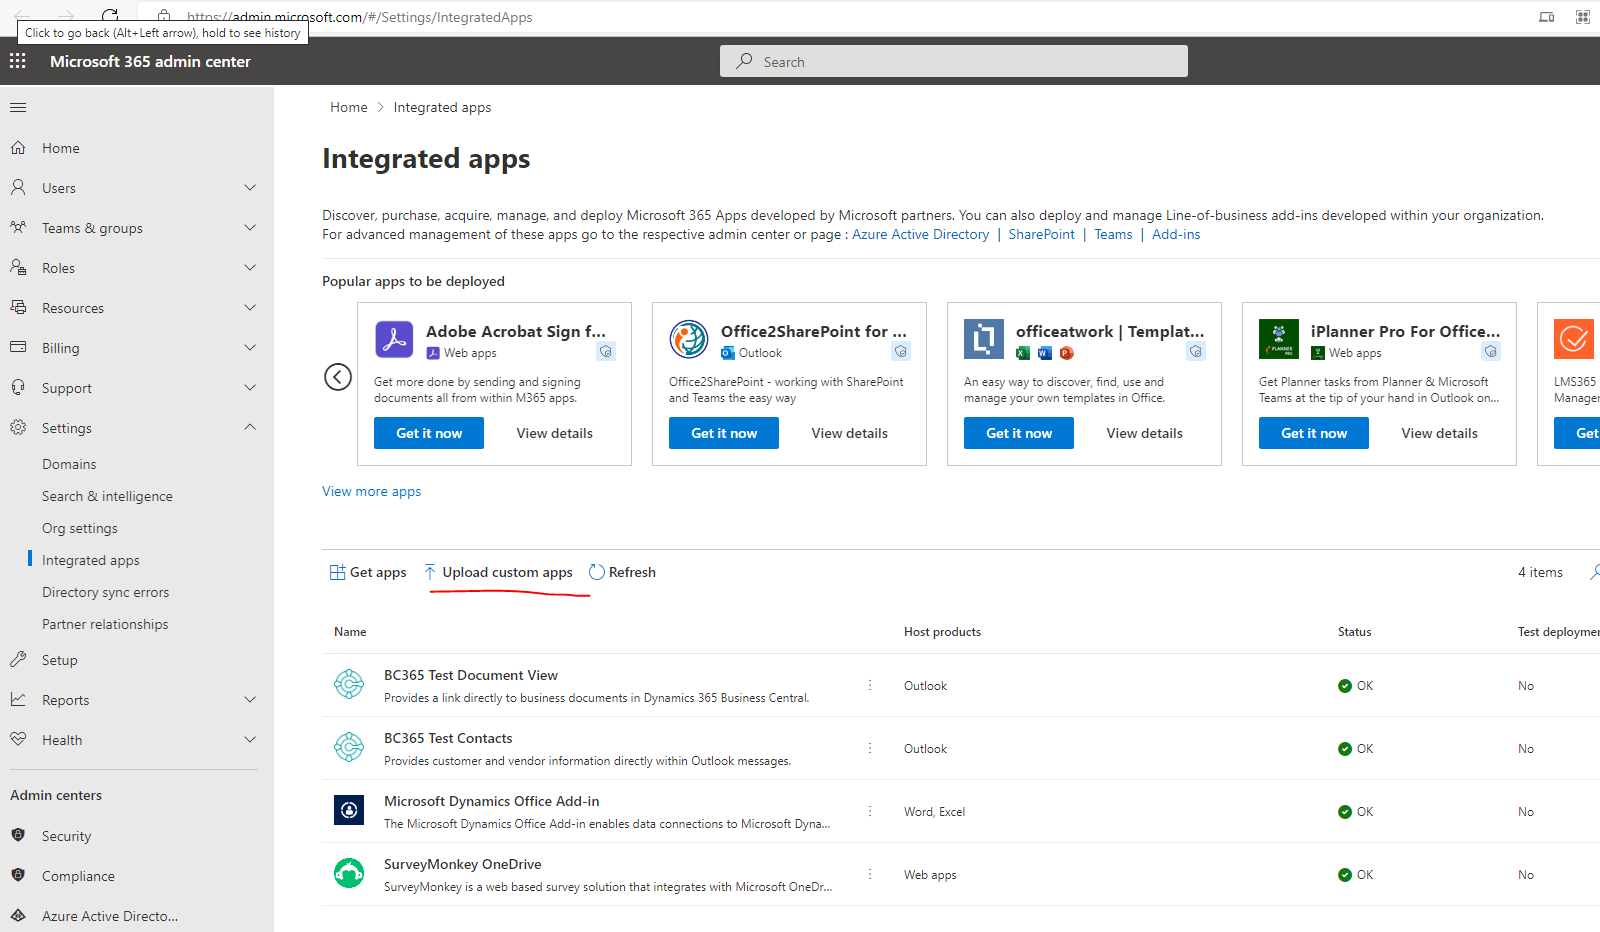 https://admin.microsoft.com/#/Settings/IntegratedApps
Click to go back (Alt+Left arrow), hold to see history
Microsoft 365 admin center
Search
Home
Users
Teams & groups
Roles
Resources
Billing
Support
Settings
Domains
Search & intelligence
Org settings
Integrated apps
Directory sync errors
Partner relationships
Setup
Reports
Health
Admin centers
Security
Compliance
Azure Active Directo...
Home > Integrated apps
Integrated apps
Discover, purchase, acquire, manage, and deploy Microsoft 365 Apps developed by Microsoft partners. You can also deploy and manage Line-of-business add-ins developed within your organization.
For advanced management of these apps go to the respective admin center or page : Azure Active Directory | SharePoint | Teams | Add-ins
Popular apps to be deployed
Adobe Acrobat Sign f...
Web apps
Get more done by sending and signing
documents all from within M365 apps.
Get it now View details
Office2SharePoint for ...
Outlook
Office2SharePoint - working with SharePoint
and Teams the easy way
Get it now View details
officeatwork | Templat...
An easy way to discover, find, use and
manage your own templates in Office.
Get it now View details
iPlanner Pro For Office...
Web apps
Get Planner tasks from Planner & Microsoft
Teams at the tip of your hand in Outlook on...
Get it now View details
LMS365
Manager
Get
View more apps
Get apps Upload custom apps Refresh 4 items
Name Host products Status Test deployme
BC365 Test Document View
Provides a link directly to business documents in Dynamics 365 Business Central.
Outlook OK No
BC365 Test Contacts
Provides customer and vendor information directly within Outlook messages.
Outlook OK No
Microsoft Dynamics Office Add-in
The Microsoft Dynamics Office Add-in enables data connections to Microsoft Dyna...
Word, Excel OK No
SurveyMonkey OneDrive
SurveyMonkey is a web based survey solution that integrates with Microsoft OneDr...
Web apps OK No